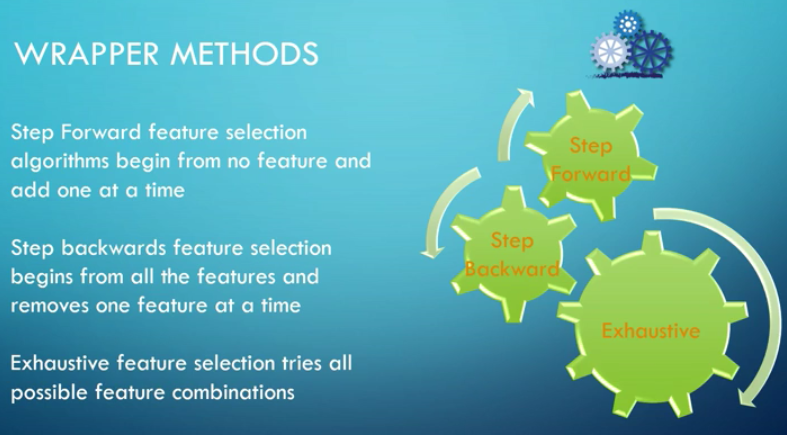 WRAPPER METHODS
Step Forward feature selection
algorithms begin from no feature and
add one at a time
Step backwards feature selection
begins from all the features and
removes one feature at a time
Exhaustive feature selection tries all
possible feature combinations
Step
Forward
Step
Backward
Exhaustive